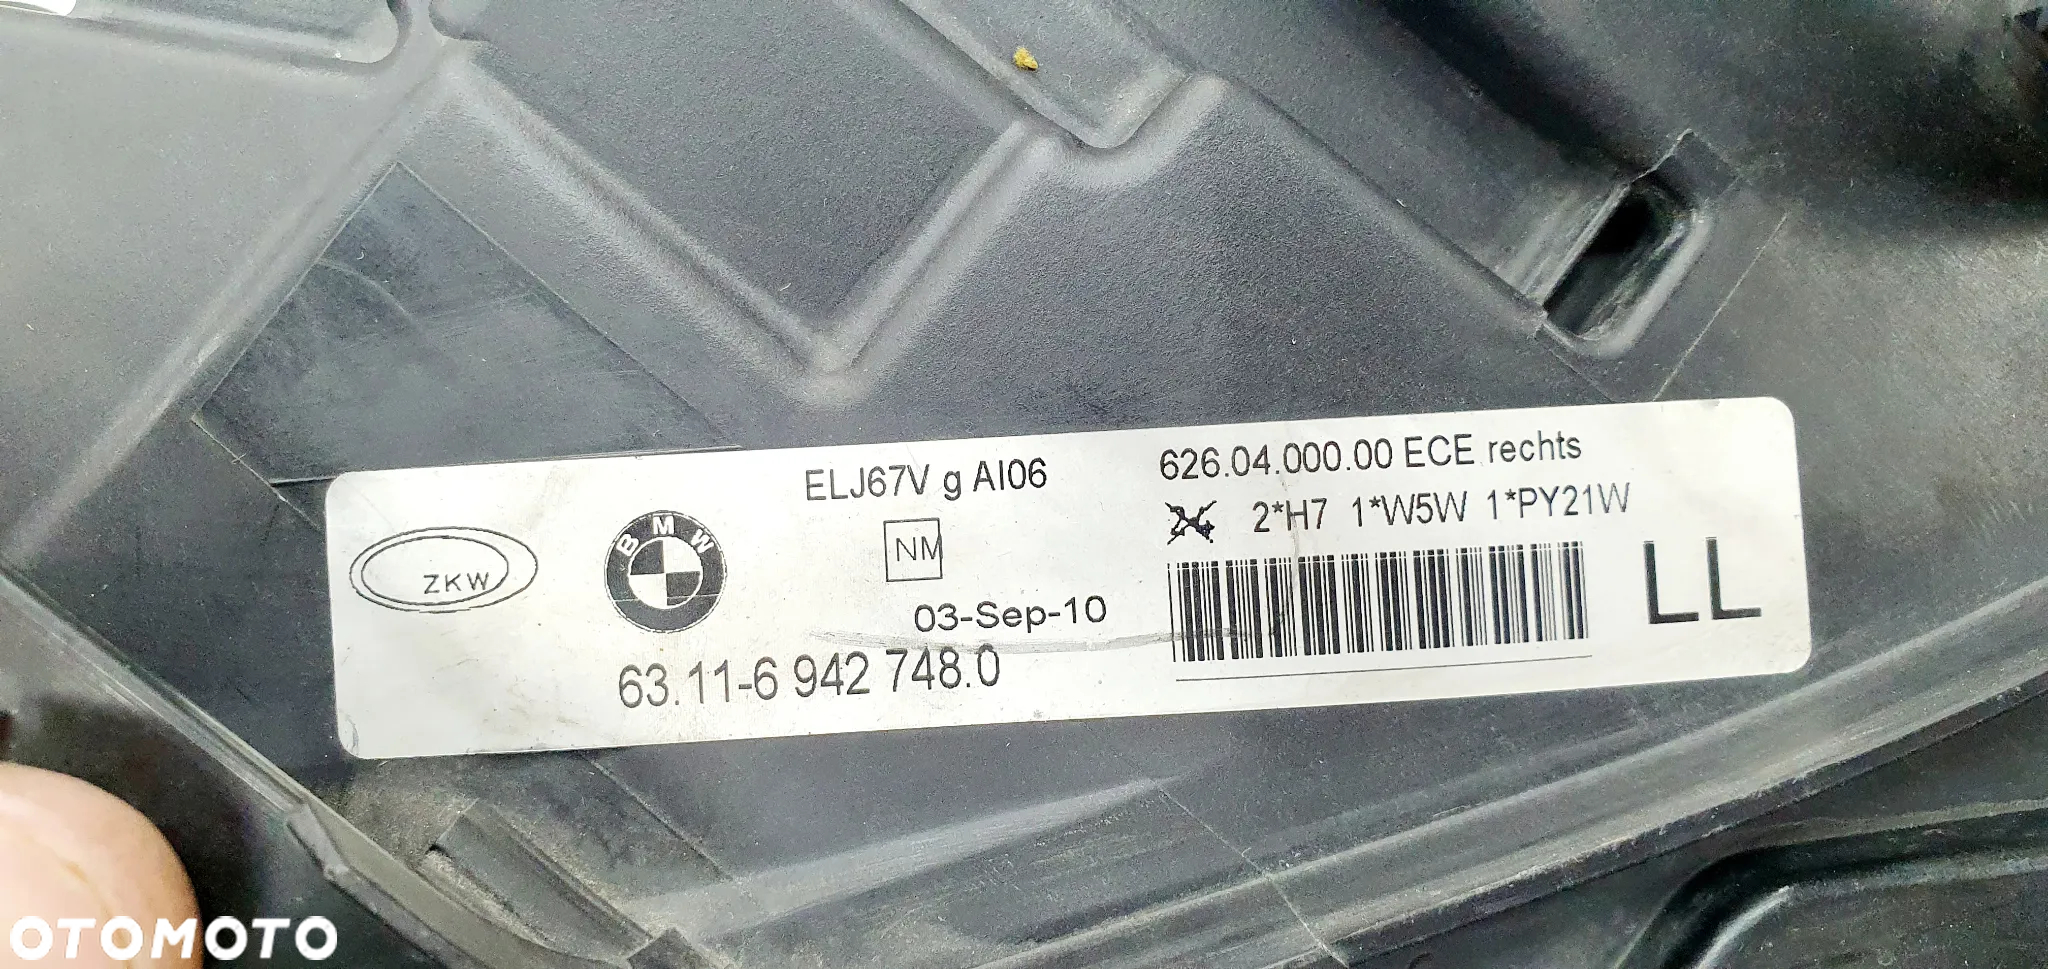 ELJ67V g AI06
626.04.000.00 ECE rechts
2*H7 1*W5W 1*PY21W
ZKW
BMW
NM
LL
03-Sep-10
63.11-6 942 748.0
OTOMOTO